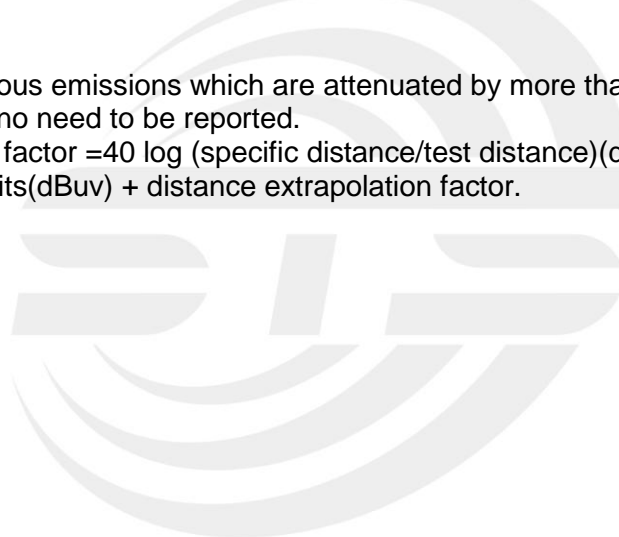 ous emissions which are attenuated by more tha
no need to be reported.
factor =40 log (specific distance/test distance)(
its(dBuv) + distance extrapolation factor.